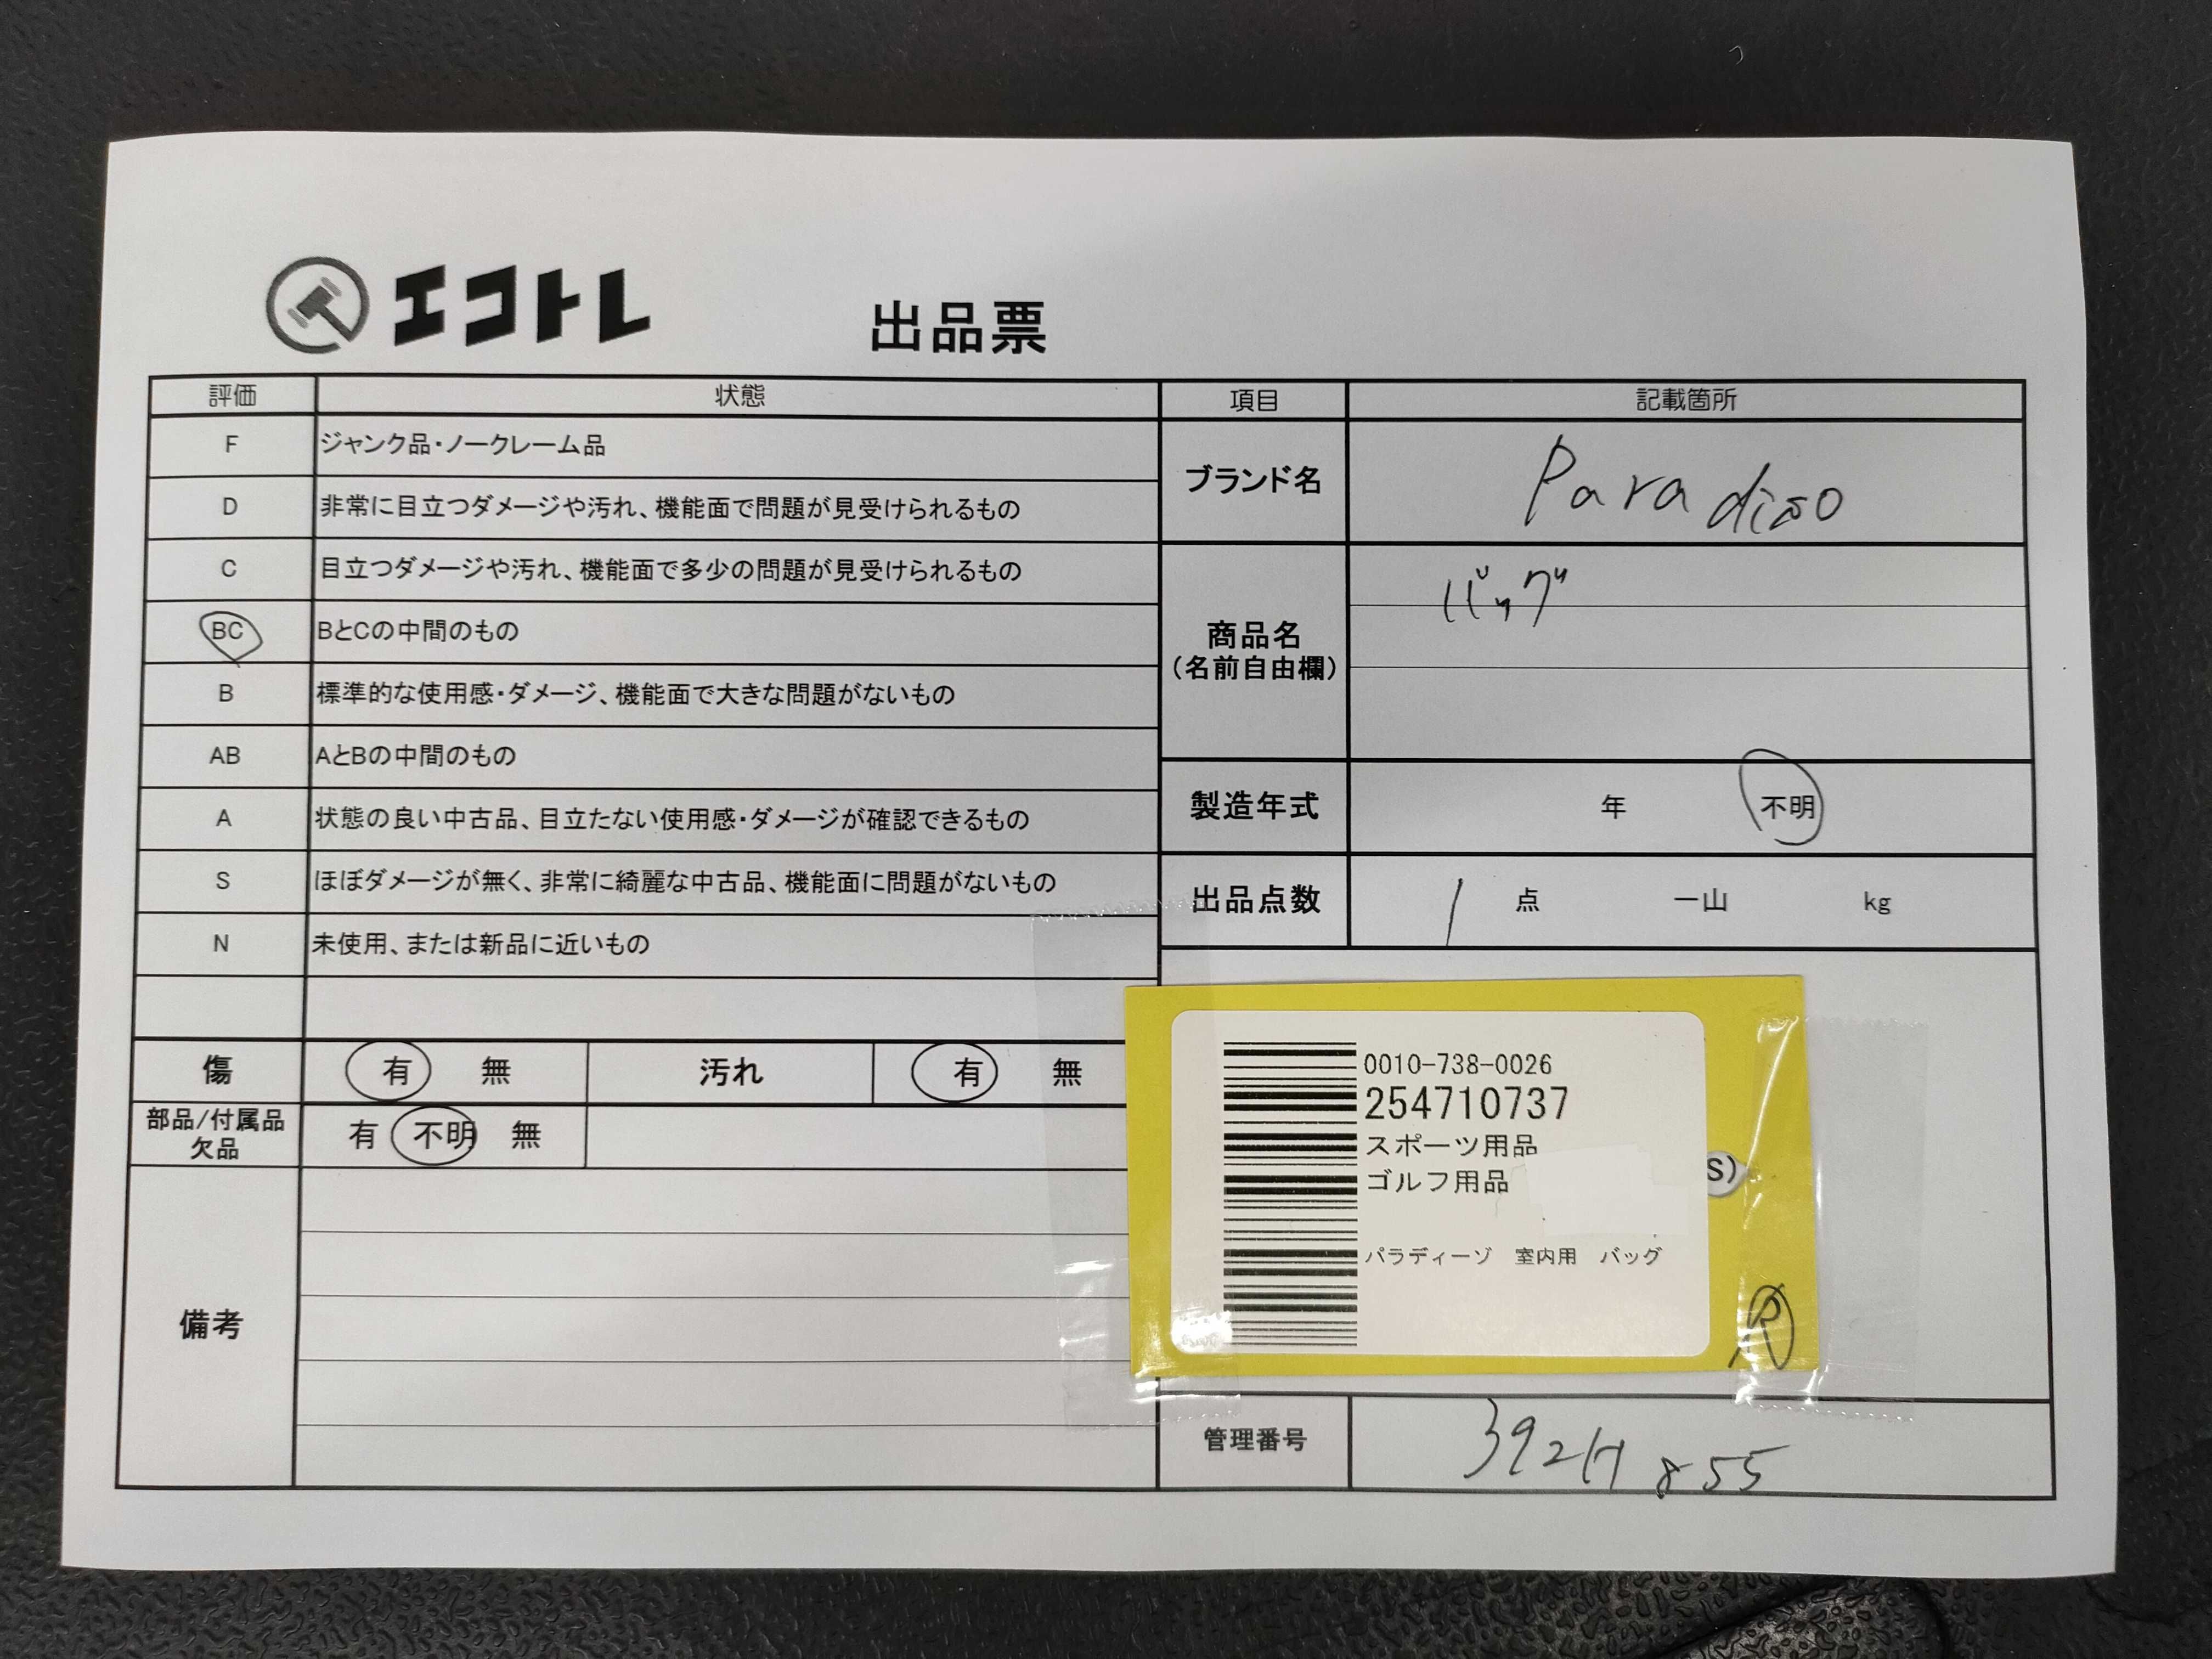 エコトレ
出品票
評価 状態
F ジャンク品・ノークレーム品
D 非常に目立つダメージや汚れ、機能面で問題が見受けられるもの
C 目立つダメージや汚れ、機能面で多少の問題が見受けられるもの
BC BとCの中間のもの
B 標準的な使用感・ダメージ、機能面で大きな問題がないもの
AB AとBの中間のもの
A 状態の良い中古品、目立たない使用感・ダメージが確認できるもの
S ほぼダメージが無く、非常に綺麗な中古品、機能面に問題がないもの
N 未使用、または新品に近いもの
傷 有 無 汚れ 有 無
部品/付属品
欠品
有 不明 無
備考
項目 記載箇所
ブランド名 Paradiso
商品名
(名前自由欄)
バッグ
製造年式 年 不明
出品点数 1 点 一山 kg
0010-738-0026
254710737
スポーツ用品
ゴルフ用品
S)
パラディーゾ 室内用 バッグ
R
管理番号